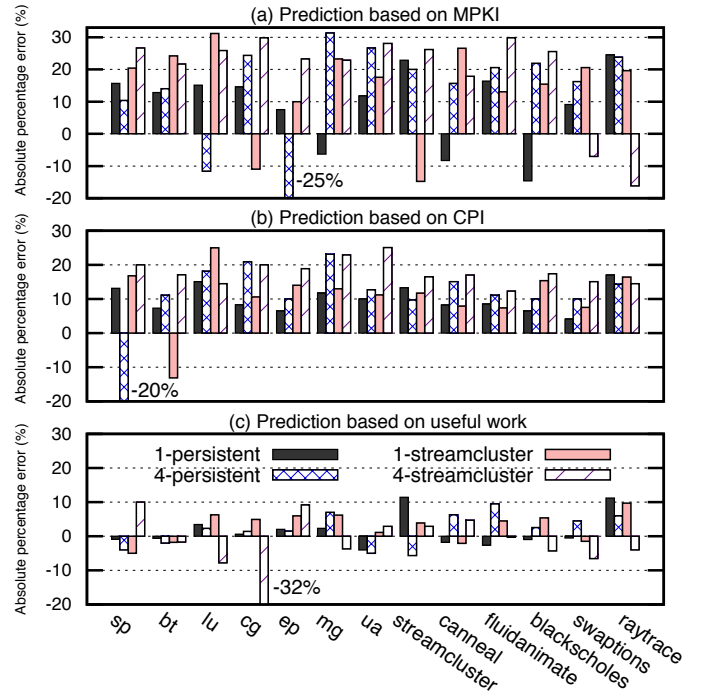 (a) Prediction based on MPKI
Absolute percentage error (%)
30
20
10
0
-10
-20
-25%
(b) Prediction based on CPI
Absolute percentage error (%)
30
20
10
0
-10
-20
-20%
(c) Prediction based on useful work
Absolute percentage error (%)
30
20
10
0
-10
-20
1-persistent
4-persistent
1-streamcluster
4-streamcluster
-32%
sp
bt
lu
cg
ep
mg
ua
streamcluster
canneal
fluidanimate
blackscholes
swaptions
raytrace